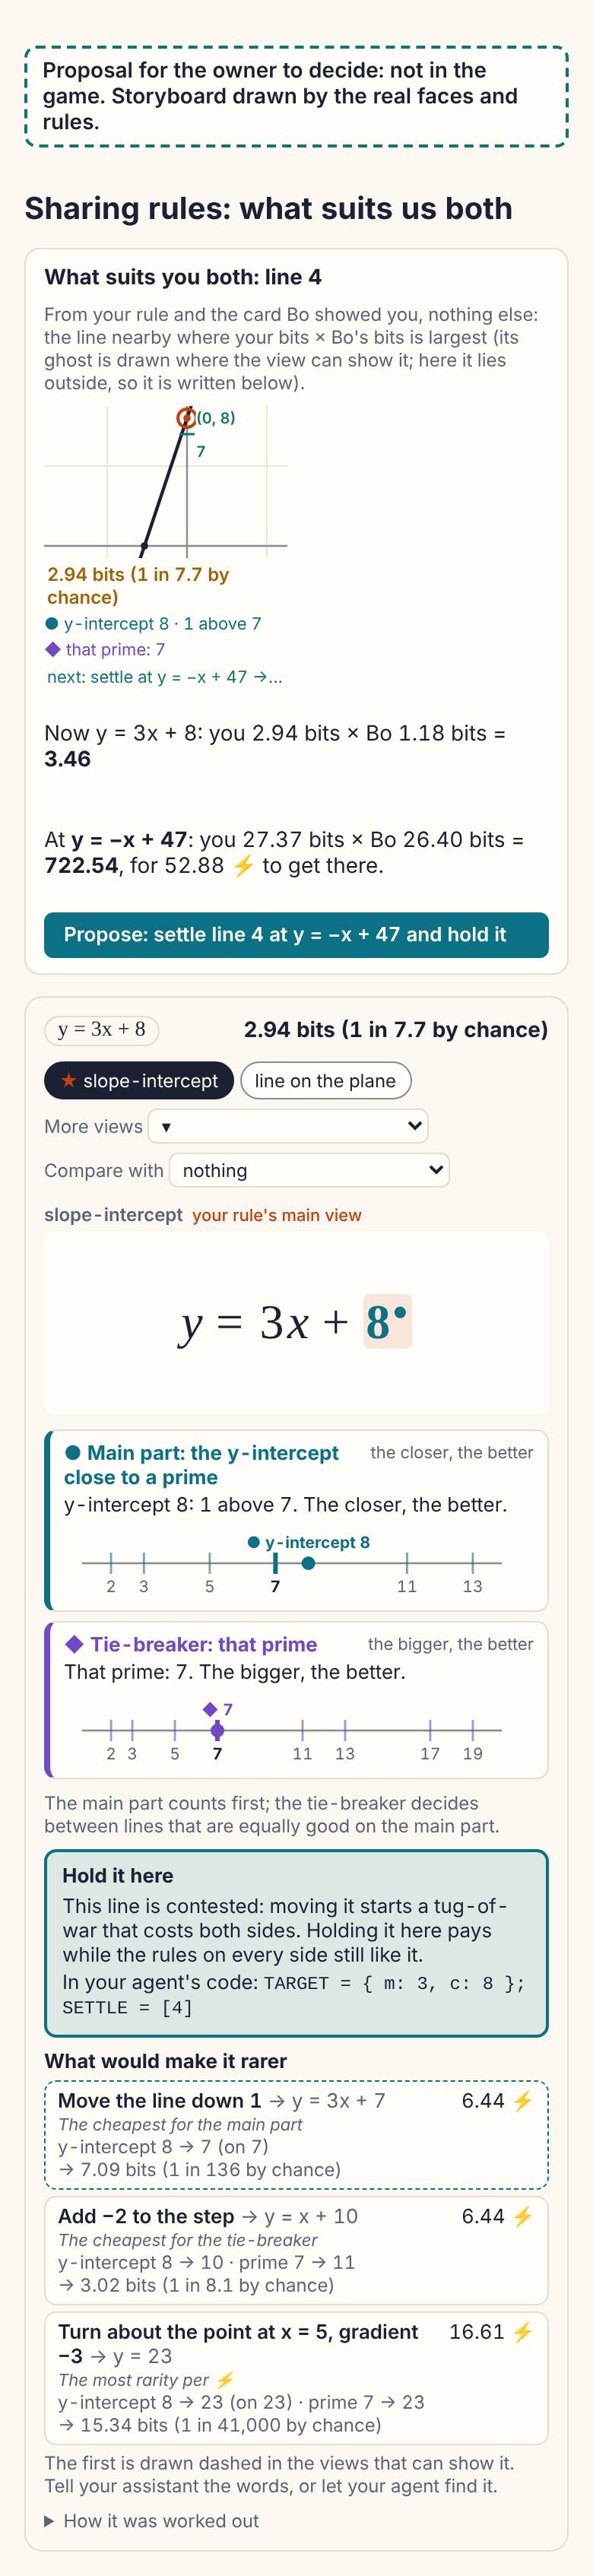 Proposal for the owner to decide: not in the
game. Storyboard drawn by the real faces and
rules.
Sharing rules: what suits us both
What suits you both: line 4
From your rule and the card Bo showed you, nothing else:
the line nearby where your bits × Bo's bits is largest (its
ghost is drawn where the view can show it; here it lies
outside, so it is written below).
(0, 8)
7
2.94 bits (1 in 7.7 by
chance)
● y-intercept 8 · 1 above 7
◆ that prime: 7
next: settle at y = −x + 47 →...
Now y = 3x + 8: you 2.94 bits × Bo 1.18 bits =
3.46
At y = −x + 47: you 27.37 bits × Bo 26.40 bits =
722.54, for 52.88 ⚡ to get there.
Propose: settle line 4 at y = −x + 47 and hold it
y = 3x + 8 2.94 bits (1 in 7.7 by chance)
★ slope-intercept line on the plane
More views ▾
Compare with nothing
slope-intercept your rule's main view
y = 3x + 8●
● Main part: the y-intercept the closer, the better
close to a prime
y-intercept 8: 1 above 7. The closer, the better.
● y-intercept 8
2 3 5 7 11 13
◆ Tie-breaker: that prime the bigger, the better
That prime: 7. The bigger, the better.
◆ 7
2 3 5 7 11 13 17 19
The main part counts first; the tie-breaker decides
between lines that are equally good on the main part.
Hold it here
This line is contested: moving it starts a tug-of-
war that costs both sides. Holding it here pays
while the rules on every side still like it.
In your agent's code: TARGET = { m: 3, c: 8 };
SETTLE = [4]
What would make it rarer
Move the line down 1 → y = 3x + 7 6.44 ⚡
The cheapest for the main part
y-intercept 8 → 7 (on 7)
→ 7.09 bits (1 in 136 by chance)
Add −2 to the step → y = x + 10 6.44 ⚡
The cheapest for the tie-breaker
y-intercept 8 → 10 · prime 7 → 11
→ 3.02 bits (1 in 8.1 by chance)
Turn about the point at x = 5, gradient 16.61 ⚡
−3 → y = 23
The most rarity per ⚡
y-intercept 8 → 23 (on 23) · prime 7 → 23
→ 15.34 bits (1 in 41,000 by chance)
The first is drawn dashed in the views that can show it.
Tell your assistant the words, or let your agent find it.
▶ How it was worked out